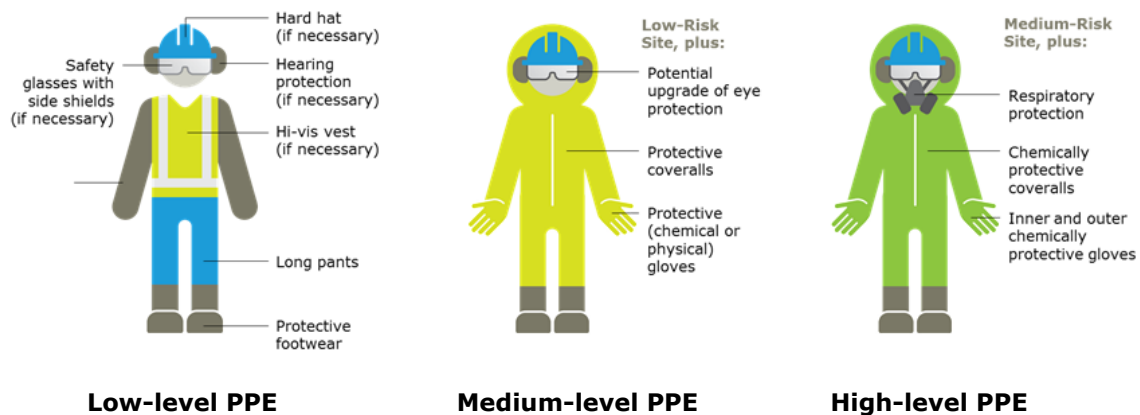 Hard hat
(if necessary)
Safety
glasses with
side shields
(if necessary)
Hearing
protection
(if necessary)
Hi-vis vest
(if necessary)
Long pants
Protective
footwear
Low-level PPE
Low-Risk
Site, plus:
Potential
upgrade of eye
protection
Protective
coveralls
Protective
(chemical or
physical)
gloves
Medium-level PPE
Medium-Risk
Site, plus:
Respiratory
protection
Chemically
protective
coveralls
Inner and outer
chemically
protective gloves
High-level PPE